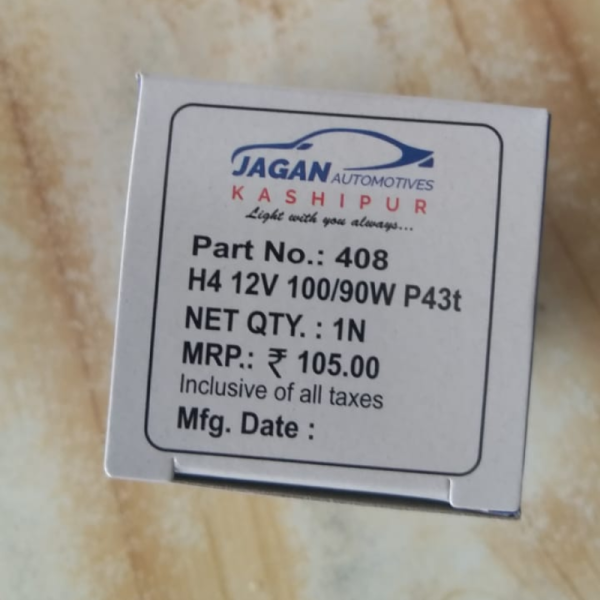 JAGAN AUTOMOTIVES
KASHIPUR
Light with you always...
Part No.: 408
H4 12V 100/90W P43t
NET QTY. : 1N
MRP.: ₹ 105.00
Inclusive of all taxes
Mfg. Date :